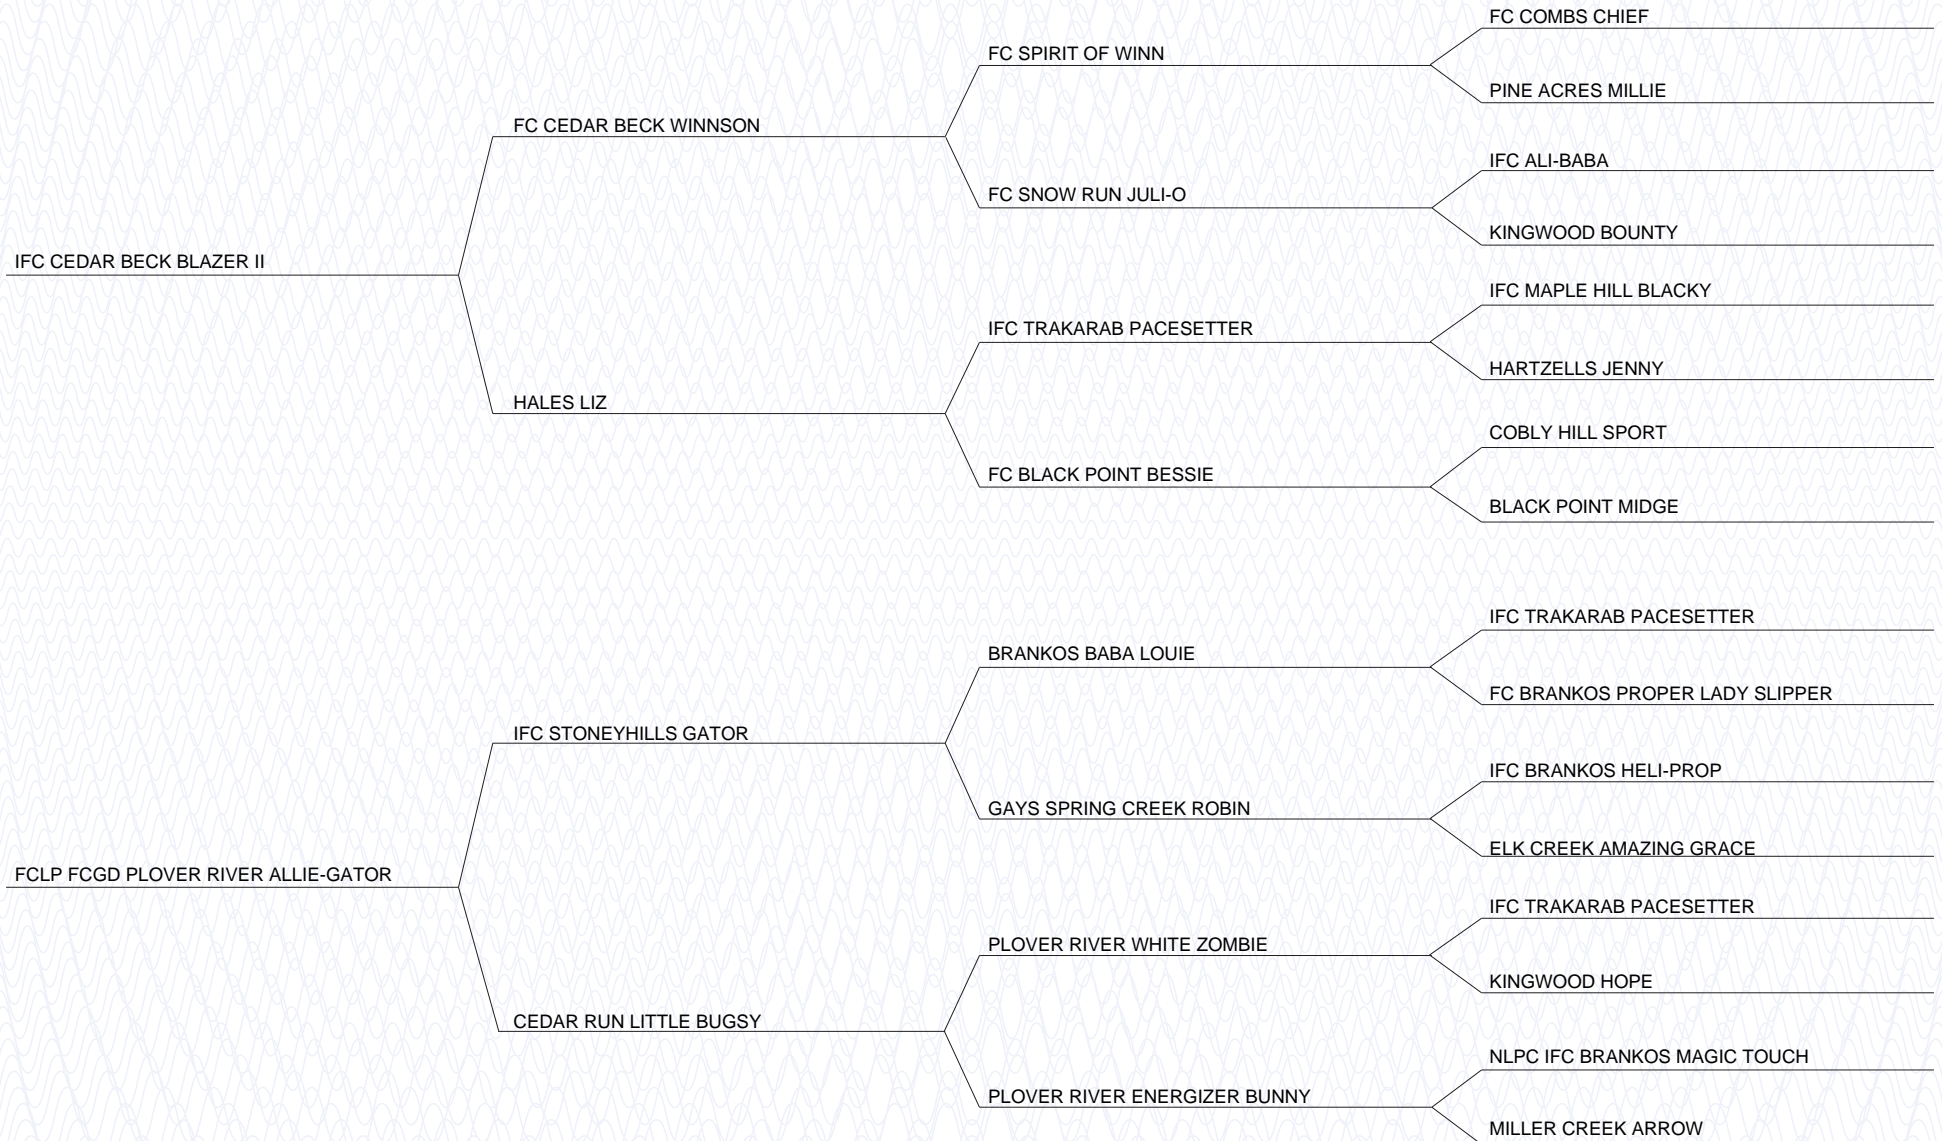 FC COMBS CHIEF
FC SPIRIT OF WINN
PINE ACRES MILLIE
FC CEDAR BECK WINNSON
IFC ALI-BABA
FC SNOW RUN JULI-O
KINGWOOD BOUNTY
IFC CEDAR BECK BLAZER II
IFC MAPLE HILL BLACKY
IFC TRAKARAB PACESETTER
HARTZELLS JENNY
HALES LIZ
COBLY HILL SPORT
FC BLACK POINT BESSIE
BLACK POINT MIDGE
IFC TRAKARAB PACESETTER
BRANKOS BABA LOUIE
FC BRANKOS PROPER LADY SLIPPER
IFC STONEYHILLS GATOR
IFC BRANKOS HELI-PROP
GAYS SPRING CREEK ROBIN
ELK CREEK AMAZING GRACE
FCLP FCGD PLOVER RIVER ALLIE-GATOR
IFC TRAKARAB PACESETTER
PLOVER RIVER WHITE ZOMBIE
KINGWOOD HOPE
CEDAR RUN LITTLE BUGSY
NLPC IFC BRANKOS MAGIC TOUCH
PLOVER RIVER ENERGIZER BUNNY
MILLER CREEK ARROW